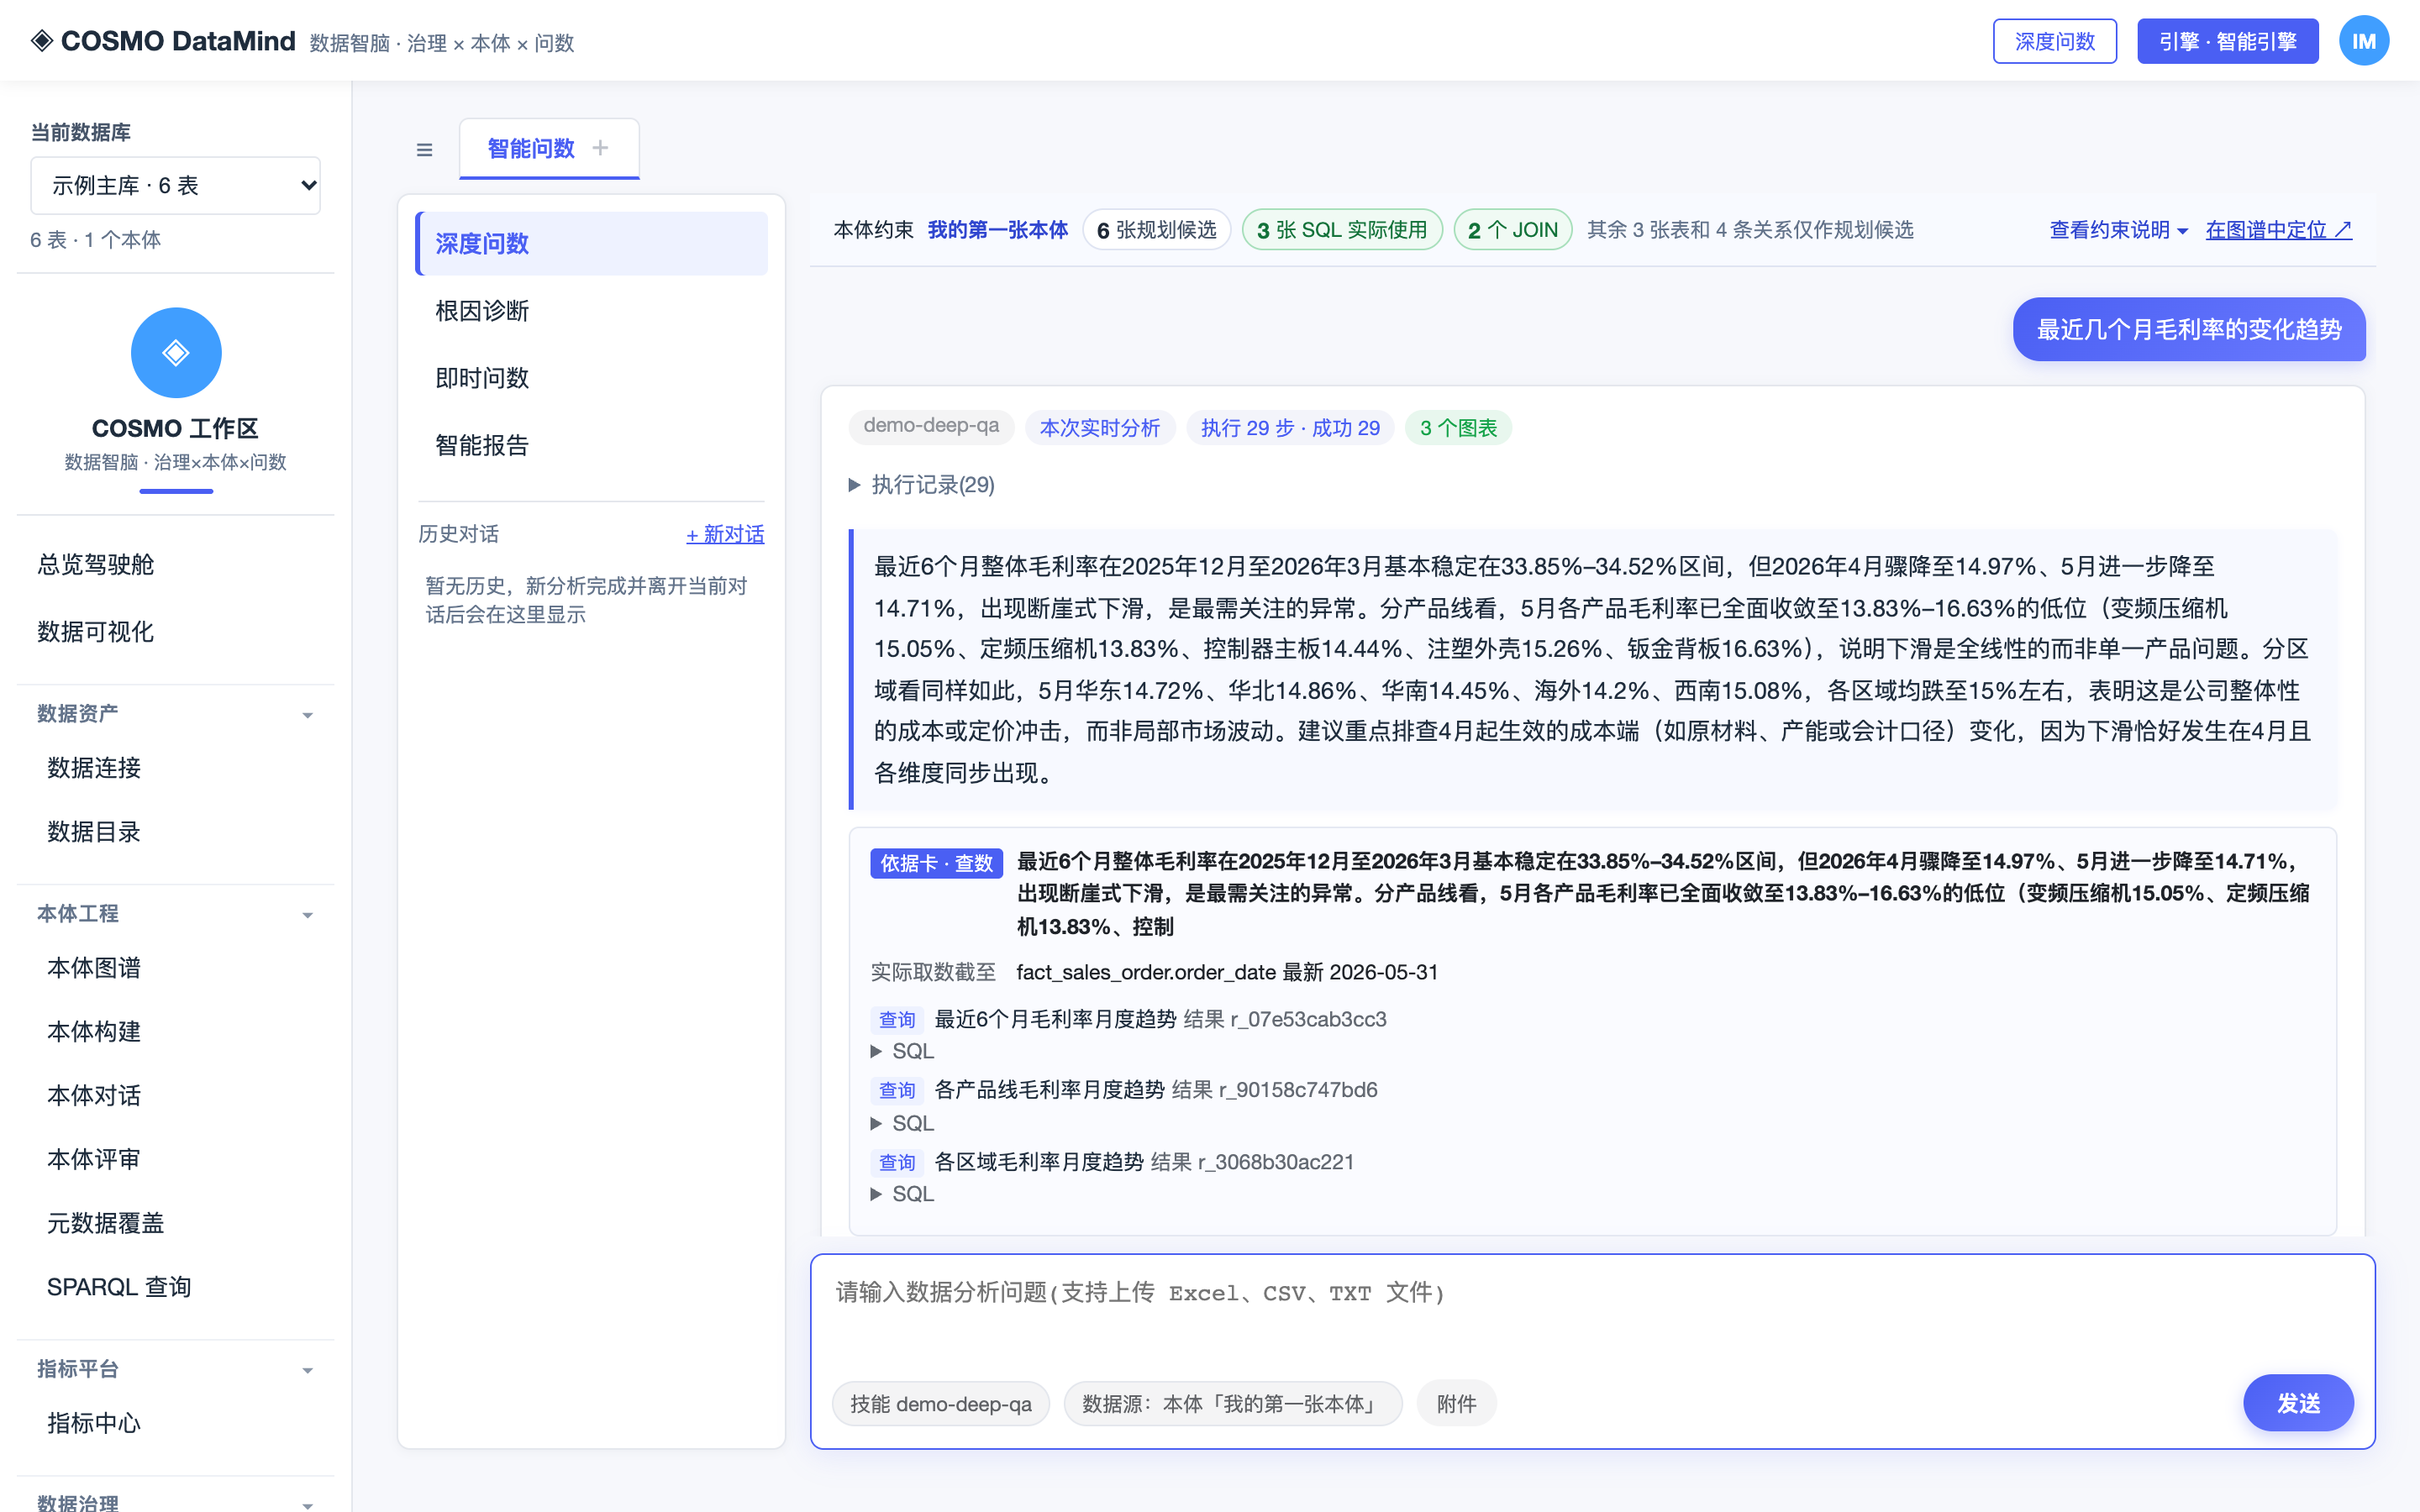 ◈ COSMO DataMind 数据智脑 · 治理 × 本体 × 问数
深度问数
引擎 · 智能引擎
IM
当前数据库
示例主库 · 6 表
6 表 · 1 个本体
COSMO 工作区
数据智脑 · 治理×本体×问数
总览驾驶舱
数据可视化
数据资产
数据连接
数据目录
本体工程
本体图谱
本体构建
本体对话
本体评审
元数据覆盖
SPARQL 查询
指标平台
指标中心
数据治理
☰
智能问数 +
深度问数
根因诊断
即时问数
智能报告
历史对话
+ 新对话
暂无历史，新分析完成并离开当前对
话后会在这里显示
本体约束 我的第一张本体 6 张规划候选 3 张 SQL 实际使用 2 个 JOIN 其余 3 张表和 4 条关系仅作规划候选 查看约束说明 在图谱中定位 ↗
最近几个月毛利率的变化趋势
demo-deep-qa 本次实时分析 执行 29 步 · 成功 29 3 个图表
▶ 执行记录(29)
最近6个月整体毛利率在2025年12月至2026年3月基本稳定在33.85%–34.52%区间，但2026年4月骤降至14.97%、5月进一步降至
14.71%，出现断崖式下滑，是最需关注的异常。分产品线看，5月各产品毛利率已全面收敛至13.83%–16.63%的低位（变频压缩机
15.05%、定频压缩机13.83%、控制器主板14.44%、注塑外壳15.26%、钣金背板16.63%），说明下滑是全线性的而非单一产品问题。分区
域看同样如此，5月华东14.72%、华北14.86%、华南14.45%、海外14.2%、西南15.08%，各区域均跌至15%左右，表明这是公司整体性
的成本或定价冲击，而非局部市场波动。建议重点排查4月起生效的成本端（如原材料、产能或会计口径）变化，因为下滑恰好发生在4月且
各维度同步出现。
依据卡 · 查数 最近6个月整体毛利率在2025年12月至2026年3月基本稳定在33.85%–34.52%区间，但2026年4月骤降至14.97%、5月进一步降至14.71%，
出现断崖式下滑，是最需关注的异常。分产品线看，5月各产品毛利率已全面收敛至13.83%–16.63%的低位（变频压缩机15.05%、定频压缩
机13.83%、控制
实际取数截至 fact_sales_order.order_date 最新 2026-05-31
查询 最近6个月毛利率月度趋势 结果 r_07e53cab3cc3
▶ SQL
查询 各产品线毛利率月度趋势 结果 r_90158c747bd6
▶ SQL
查询 各区域毛利率月度趋势 结果 r_3068b30ac221
▶ SQL
请输入数据分析问题(支持上传 Excel、CSV、TXT 文件)
技能 demo-deep-qa 数据源：本体「我的第一张本体」 附件
发送